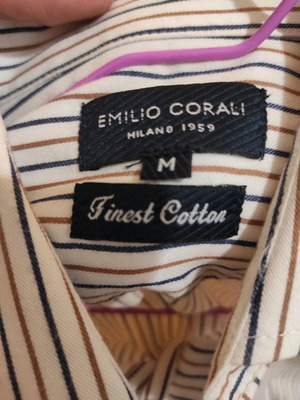 EMILIO CORALI
MILANO 1959
M
Finest Cotton